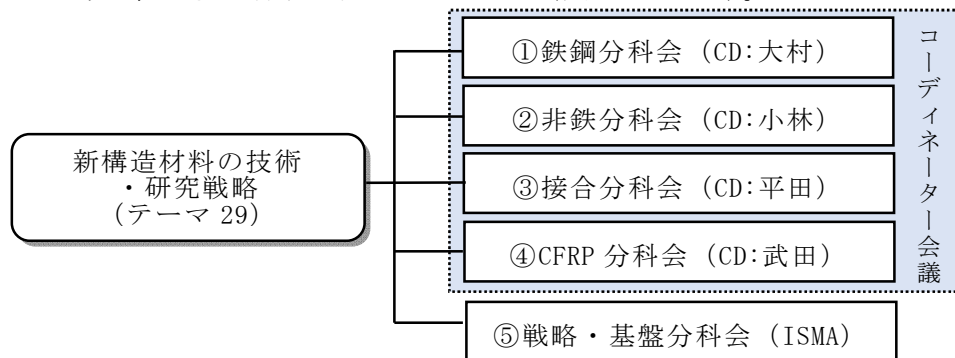 ①鉄鋼分科会 (CD:大村)
②非鉄分科会 (CD:小林)
③接合分科会 (CD:平田)
④CFRP 分科会 (CD:武田)
⑤戦略・基盤分科会 (ISMA)
新構造材料の技術
・研究戦略
(テーマ 29)
コーディネーター会議